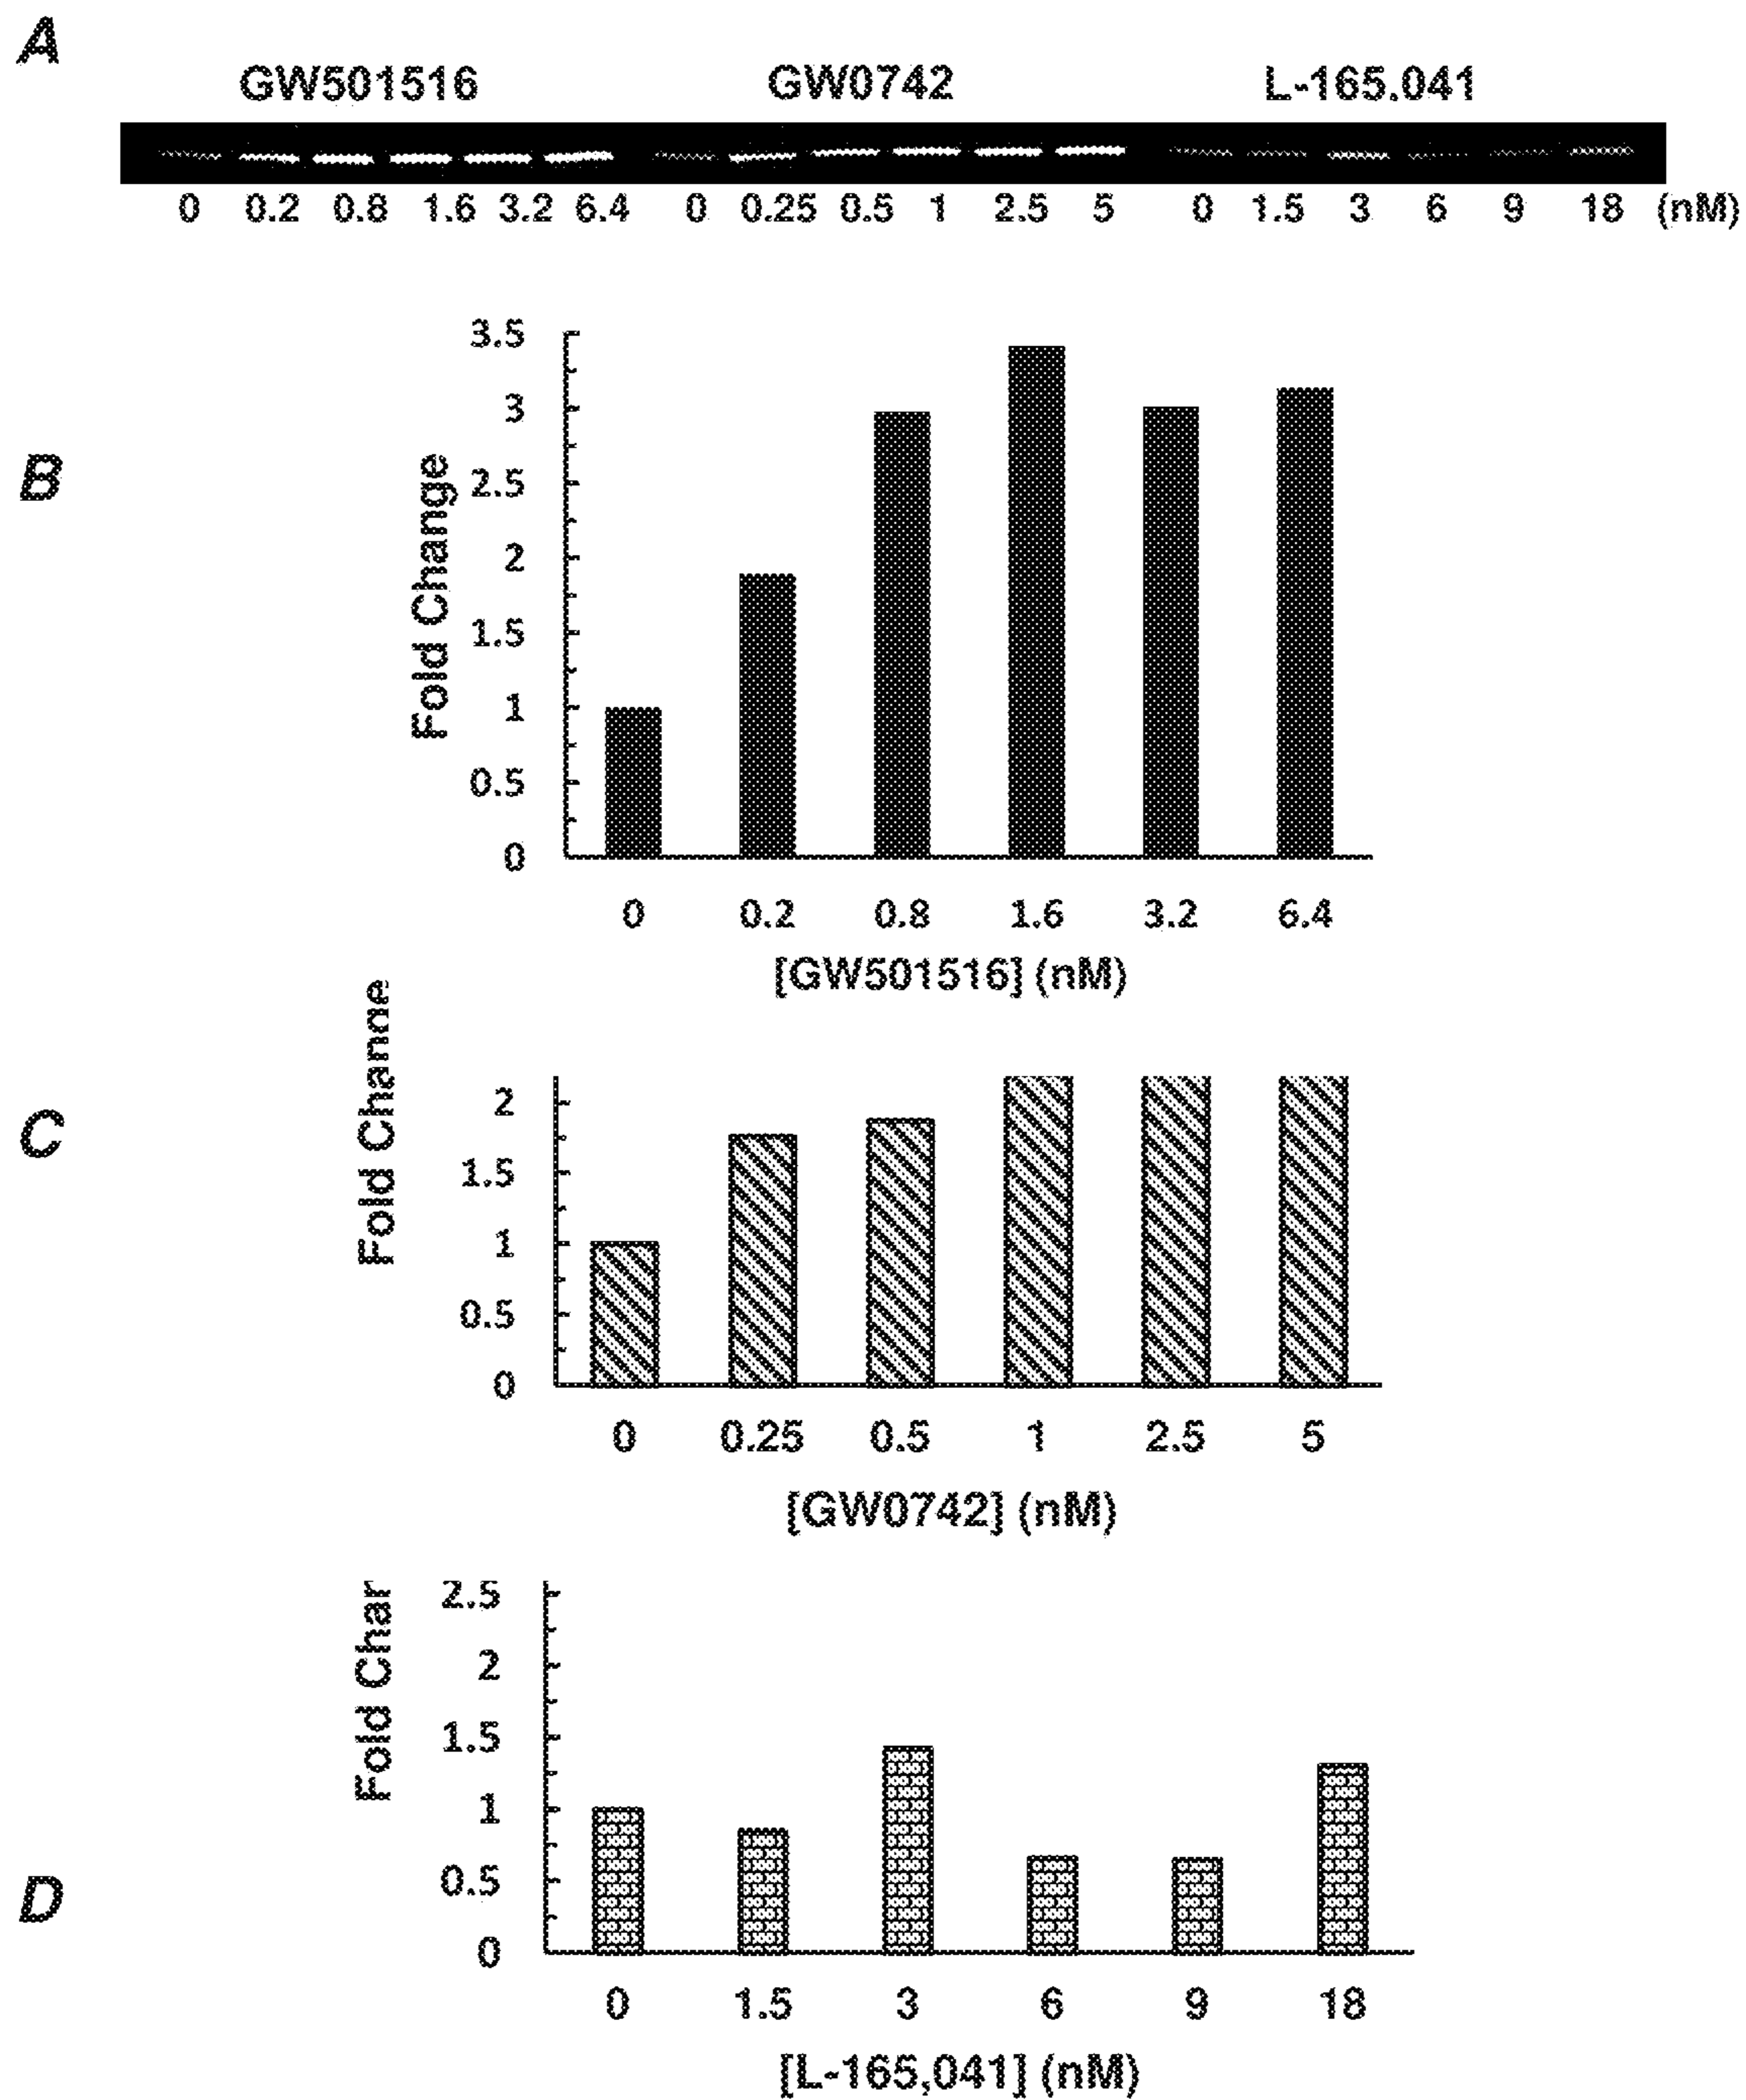 A
GW501516 GW0742 L-165.041
0 0.2 0.8 1.6 3.2 6.4 0 0.25 0.5 1 2.5 5 0 1.5 3 6 9 18 (nM)
B
Fold Change
3.5
3
2.5
2
1.5
1
0.5
0
0 0.2 0.8 1.6 3.2 6.4
[GW501516] (nM)
C
Fold Change
2
1.5
1
0.5
0
0 0.25 0.5 1 2.5 5
[GW0742] (nM)
D
Fold Char
2.5
2
1.5
1
0.5
0
0 1.5 3 6 9 18
[L-165,041] (nM)